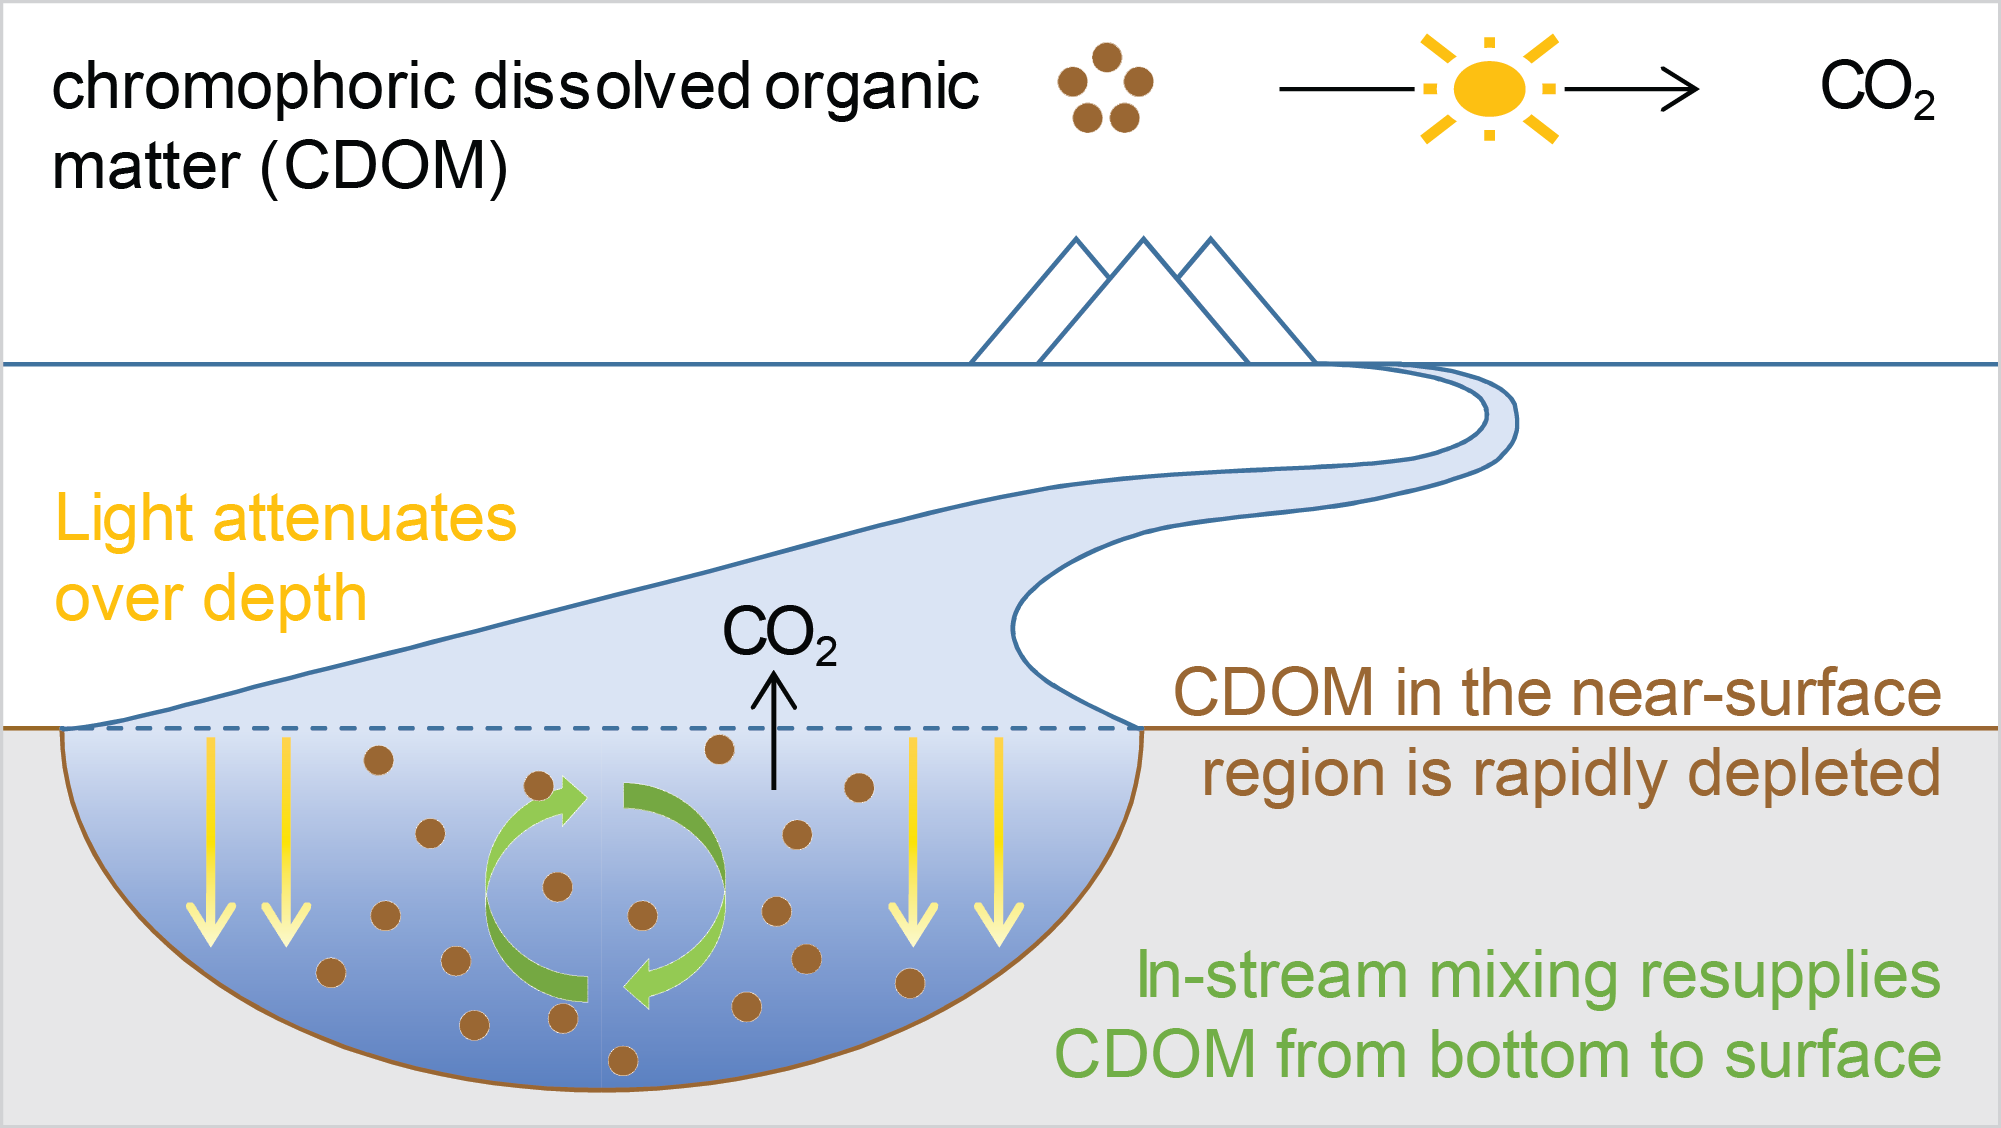 chromophoric dissolved organic
matter (CDOM)
CO₂
Light attenuates
over depth
CO₂
CDOM in the near-surface
region is rapidly depleted
In-stream mixing resupplies
CDOM from bottom to surface